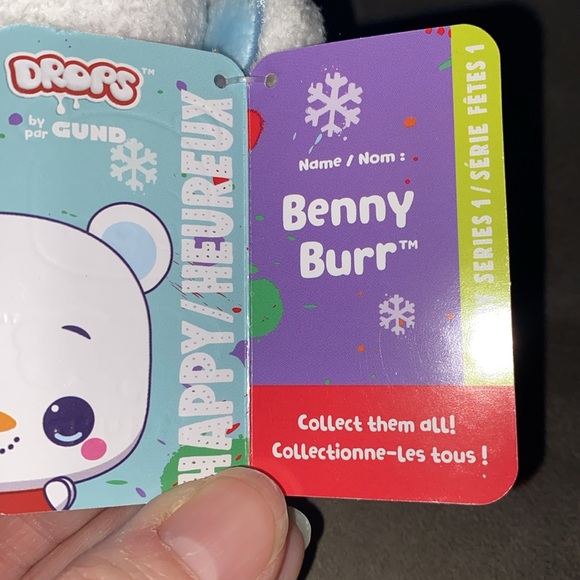 DROPS™
by
par GUND
HAPPY/HEUREUX
Name / Nom :
Benny
Burr™
SERIES 1/SÉRIE FÊTES 1
Collect them all!
Collectionne-les tous !